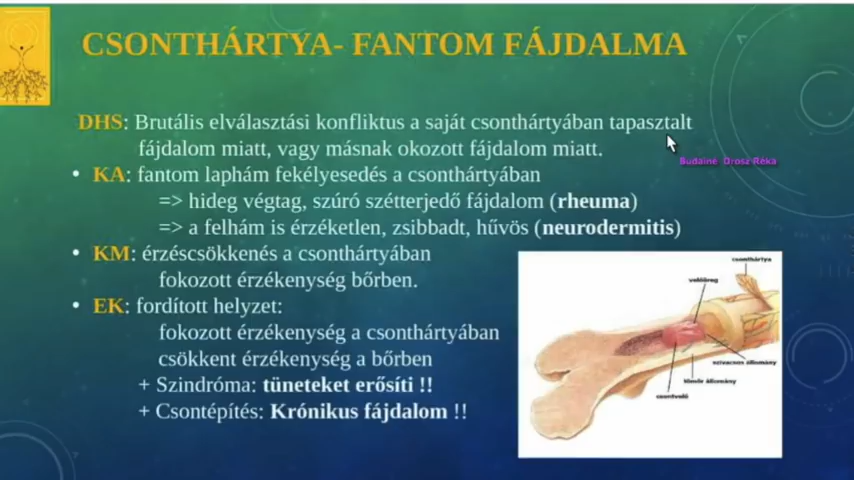 CSONTHÁRTYA- FANTOM FÁJDALMA
DHS: Brutális elválasztási konfliktus a saját csonthártyában tapasztalt
fájdalom miatt, vagy másnak okozott fájdalom miatt.
Budainé Orosz Réka
• KA: fantom laphám fekélyesedés a csonthártyában
=> hideg végtag, szúró szétterjedő fájdalom (rheuma)
=> a felhám is érzéketlen, zsibbadt, hűvös (neurodermitis)
• KM: érzéscsökkenés a csonthártyában
fokozott érzékenység bőrben.
• EK: fordított helyzet:
fokozott érzékenység a csonthártyában
csökkent érzékenység a bőrben
+ Szindróma: tüneteket erősíti !!
+ Csontépítés: Krónikus fájdalom !!
csonthártya
velőüreg
szivacsos állomány
tömör állomány
csontvelő